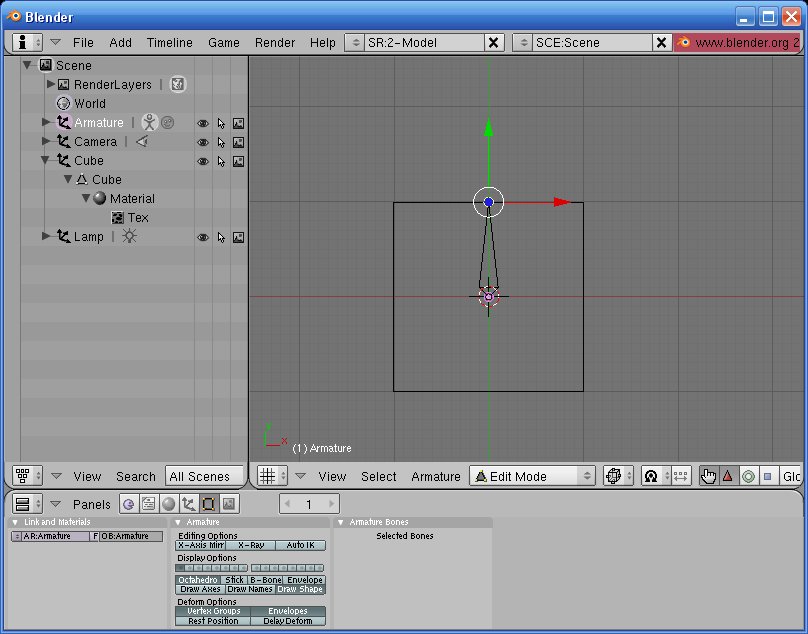 Blender
File Add Timeline Game Render Help SR:2-Model SCE:Scene www.blender.org 2
Scene
RenderLayers
World
Armature
Camera
Cube
Cube
Material
Tex
Lamp
y
x
(1) Armature
View Search All Scenes
View Select Armature Edit Mode Glo
Panels 1
Link and Materials
AR:Armature F OB:Armature
Armature
Editing Options
X-Axis Mirr X-Ray Auto IK
Display Options
Octahedro Stick B-Bone Envelope
Draw Axes Draw Names Draw Shape
Deform Options
Vertex Groups Envelopes
Rest Position Delay Deform
Armature Bones
Selected Bones